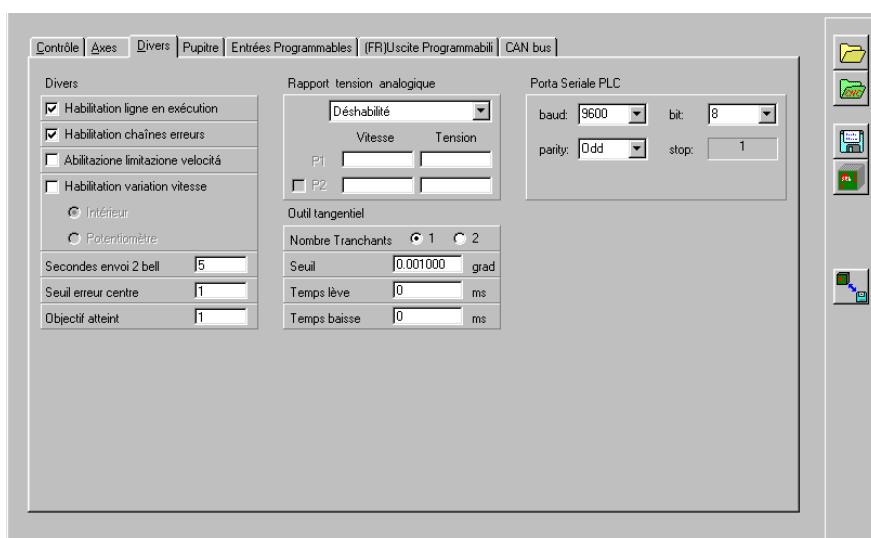 Contrôle Axes Divers Pupitre Entrées Programmables (FR)Uscite Programmabili CAN bus
Divers
Habilitation ligne en exécution
Habilitation chaînes erreurs
Abilitazione limitazione velocitá
Habilitation variation vitesse
Intérieur
Potentiomètre
Secondes envoi 2 bell 5
Seuil erreur centre 1
Objectif atteint 1
Rapport tension analogique
Déshabilité
Vitesse Tension
P1
P2
Outil tangentiel
Nombre Tranchants 1 2
Seuil 0.001000 grad
Temps lève 0 ms
Temps baisse 0 ms
Porta Seriale PLC
baud: 9600 bit: 8
parity: Odd stop: 1
CNC